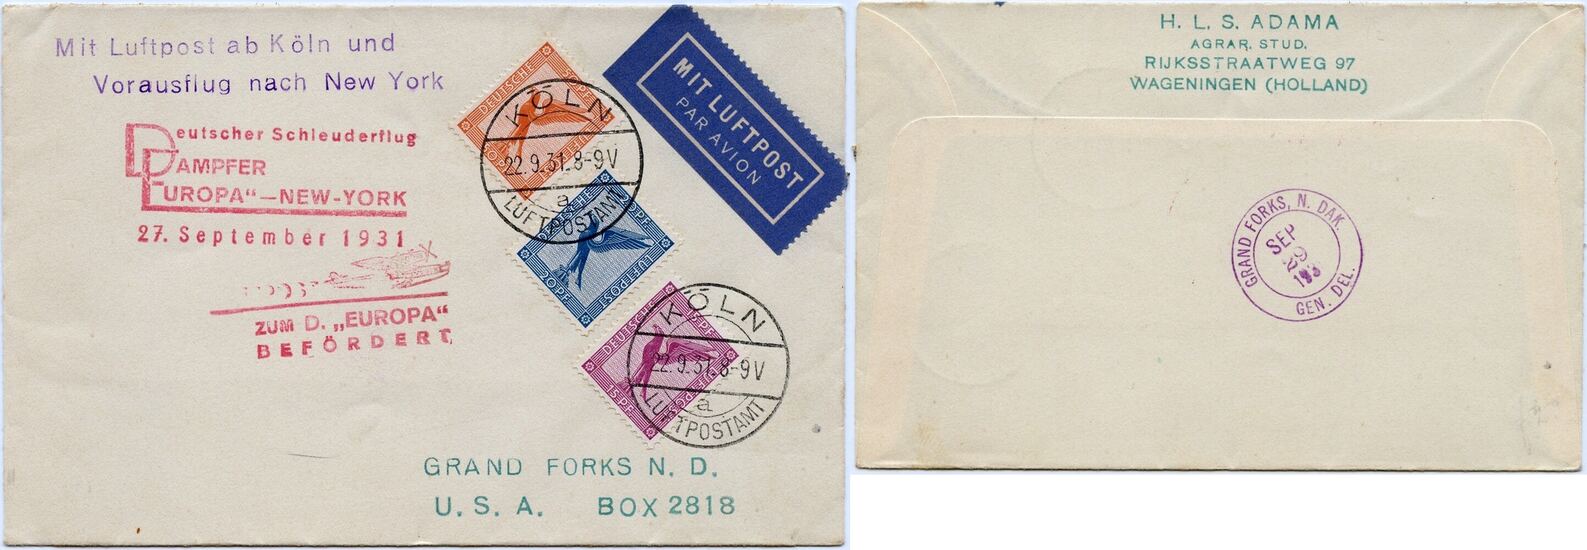 Mit Luftpost ab Köln und
Vorausflug nach New York
Deutscher Schleuderflug
DAMPFER
EUROPA“—NEW-YORK
27. September 1931
ZUM D. „EUROPA“
BEFÖRDERT
DEUTSCHE
LUFTPOST
20 PF
DEUTSCHE
LUFTPOST
15 PF
DEUTSCHE
KÖLN
22.9.31.8-9V
a
LUFTPOSTAMT
KÖLN
22.9.31.8-9V
a
LUFTPOSTAMT
MIT LUFTPOST
PAR AVION
GRAND FORKS N. D.
U. S. A. BOX 2818
H. L. S. ADAMA
AGRAR. STUD.
RIJKSSTRAATWEG 97
WAGENINGEN (HOLLAND)
GRAND FORKS, N. DAK.
SEP
GEN. DEL.